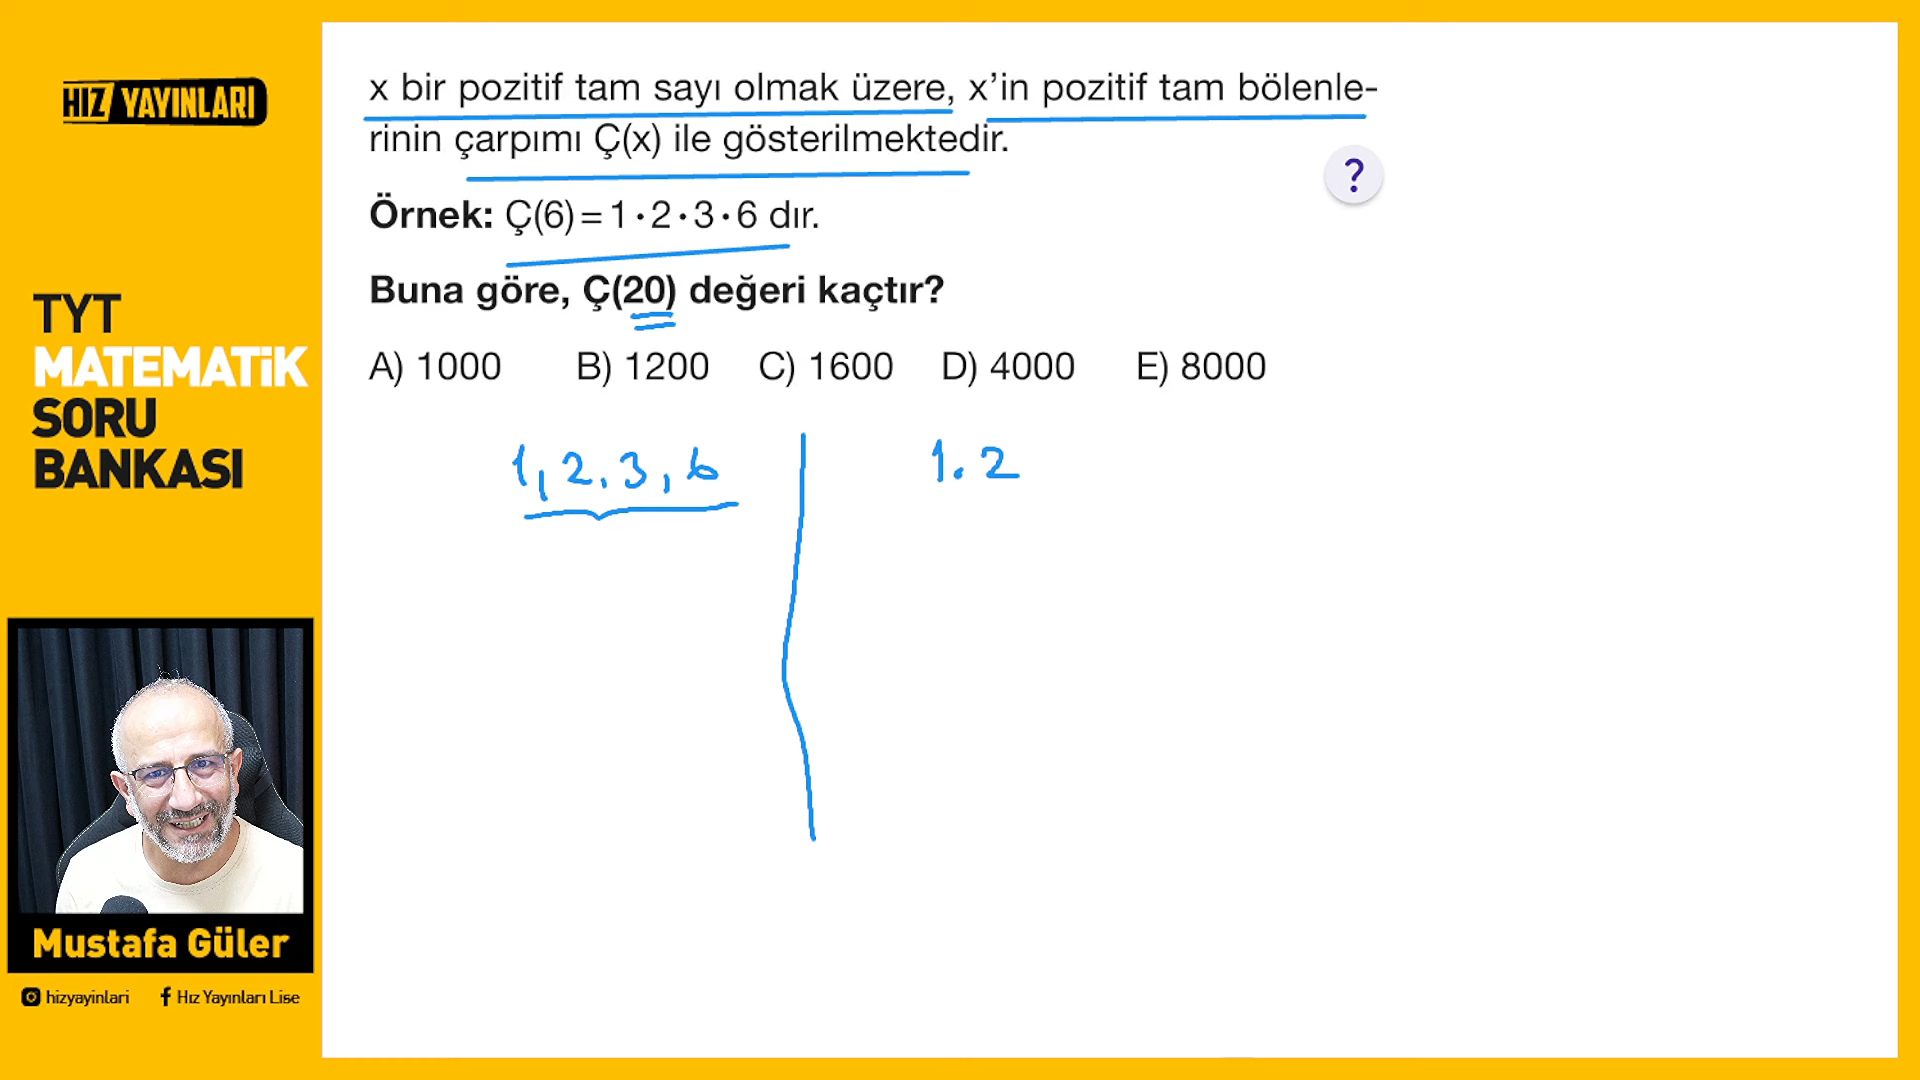 HIZ YAYINLARI
TYT
MATEMATİK
SORU
BANKASI
Mustafa Güler
hizyayinlari
Hız Yayınları Lise
x bir pozitif tam sayı olmak üzere, x’in pozitif tam bölenle-
rinin çarpımı Ç(x) ile gösterilmektedir.
?
Örnek: Ç(6) = 1 · 2 · 3 · 6 dır.
Buna göre, Ç(20) değeri kaçtır?
A) 1000 B) 1200 C) 1600 D) 4000 E) 8000
1, 2, 3, 6
1. 2